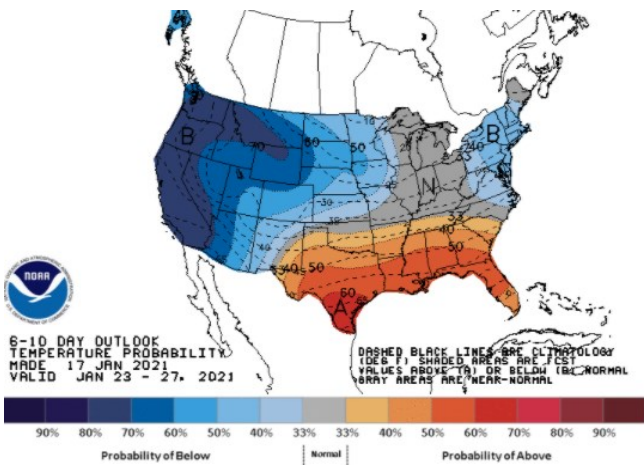 B
70
60
50
40
B
N
33
30
33
40
50
40
33
40
50
60
A
NOAA
6-10 DAY OUTLOOK
TEMPERATURE PROBABILITY
MADE 17 JAN 2021
VALID JAN 23 - 27, 2021
DASHED BLACK LINES ARE CLIMATOLOGY
(DEG F) SHADED AREAS ARE FCST
VALUES ABOVE (A) OR BELOW (B) NORMAL
GRAY AREAS ARE NEAR-NORMAL
90% 80% 70% 60% 50% 40% 33% 33% 40% 50% 60% 70% 80% 90%
Probability of Below Normal Probability of Above